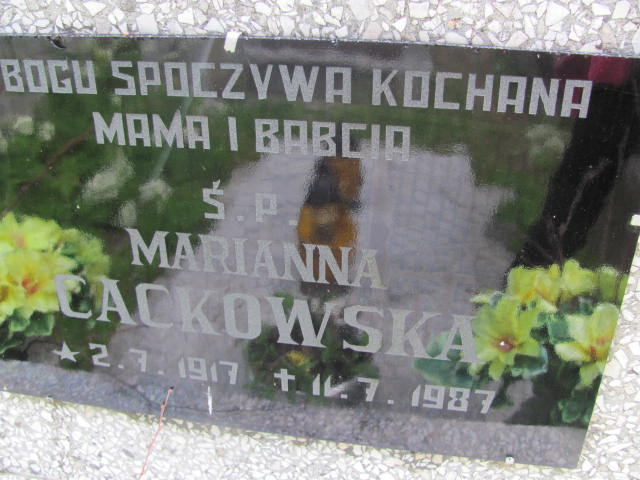 BOGU SPOCZYWA KOCHANA
MAMA I BABCIA
Ś.P.
MARIANNA
CACKOWSKA
★2.7.1917 †.11.7.1987